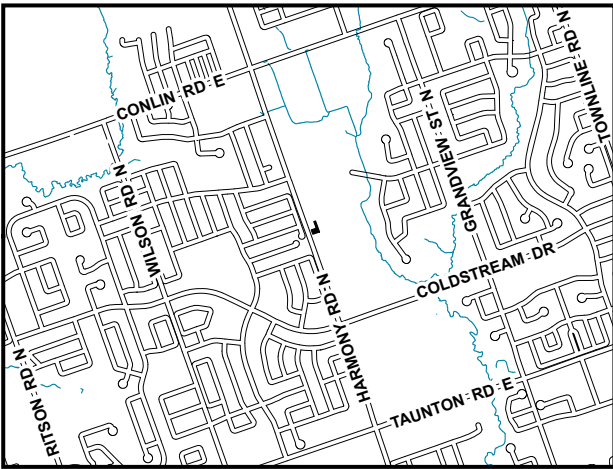 TOWNLINE RD N
CONLIN RD E
GRANDVIEW ST N
WILSON RD N
COLDSTREAM DR
HARMONY RD N
RITSON RD N
TAUNTON RD E